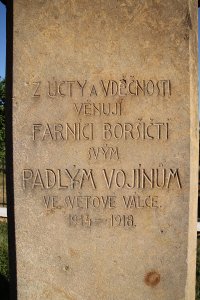 Z ÚCTY A VDĚČNOSTI
VĚNUJÍ
FARNÍCI BORŠIČTÍ
SVÝM
PADLÝM VOJÍNŮM
VE SVĚTOVÉ VÁLCE.
1914–1918.